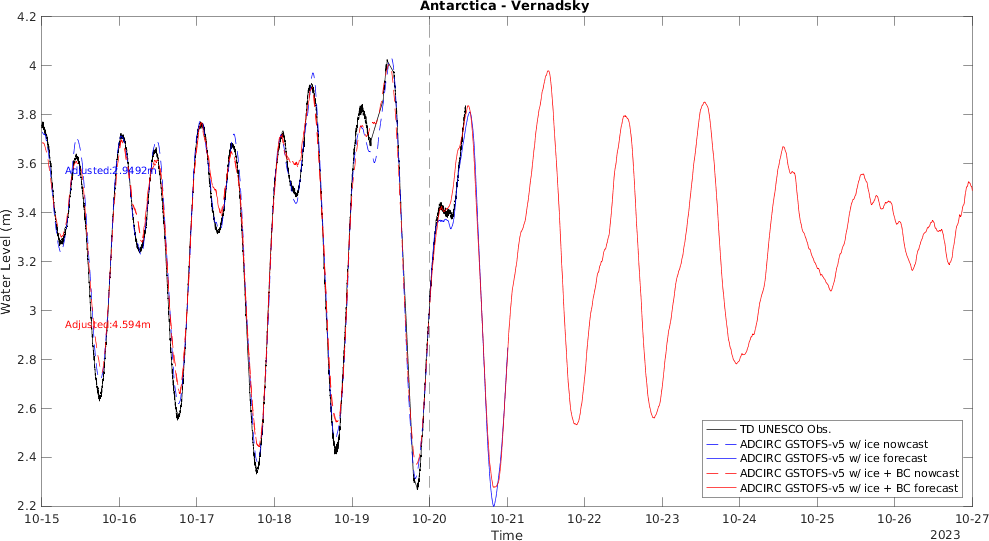 Antarctica - Vernadsky
4.2
4
3.8
3.6
3.4
3.2
3
2.8
2.6
2.4
2.2
Water Level (m)
Adjusted:2.9492m
Adjusted:4.594m
TD UNESCO Obs.
ADCIRC GSTOFS-v5 w/ ice nowcast
ADCIRC GSTOFS-v5 w/ ice forecast
ADCIRC GSTOFS-v5 w/ ice + BC nowcast
ADCIRC GSTOFS-v5 w/ ice + BC forecast
10-15 10-16 10-17 10-18 10-19 10-20 10-21 10-22 10-23 10-24 10-25 10-26 10-27
Time
2023